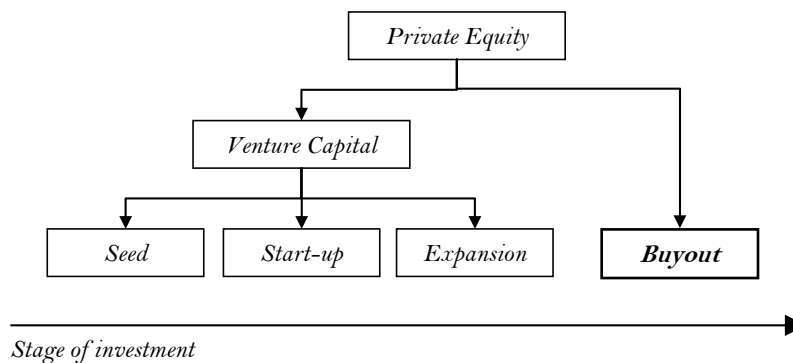 Private Equity
Venture Capital
Seed
Start-up
Expansion
Buyout
Stage of investment